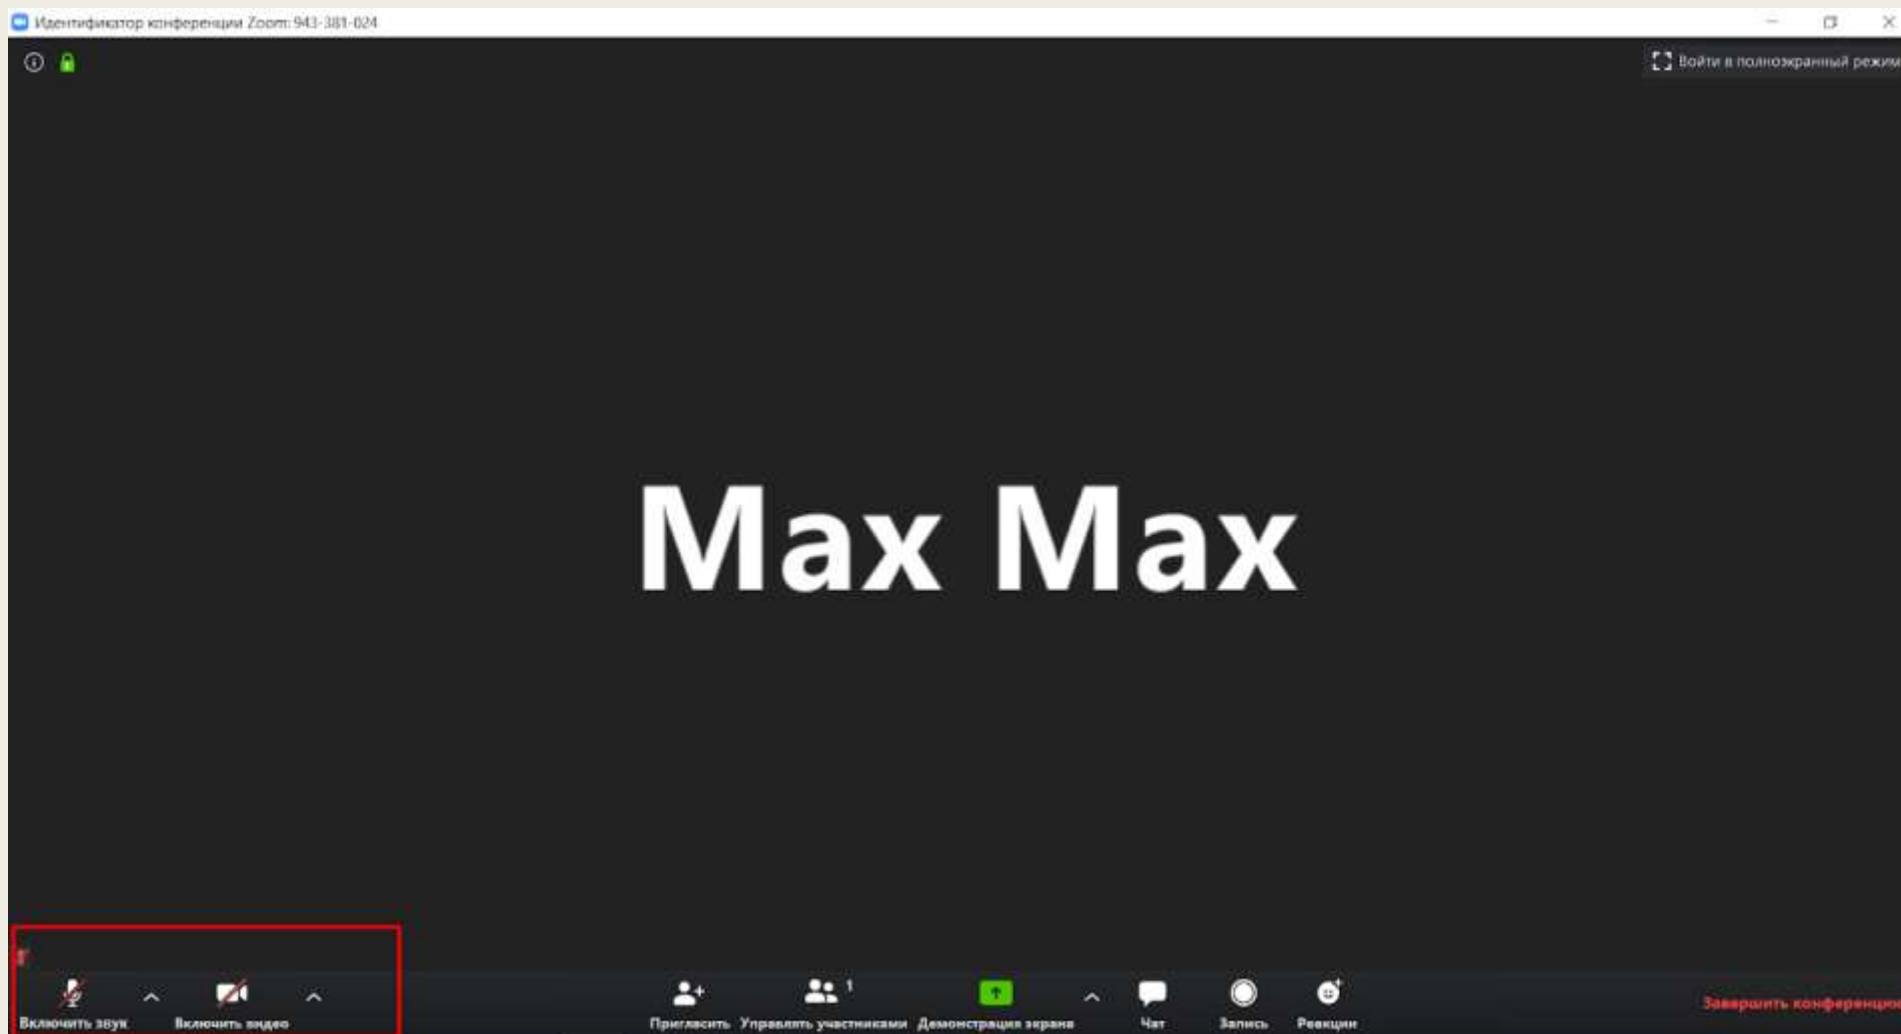 Идентификатор конференции Zoom: 943-381-024
Войти в полноэкранный режим
Max Max
Включить звук
Включить видео
Пригласить
Управлять участниками
1
Демонстрация экрана
Чат
Запись
Реакции
Завершить конференцию